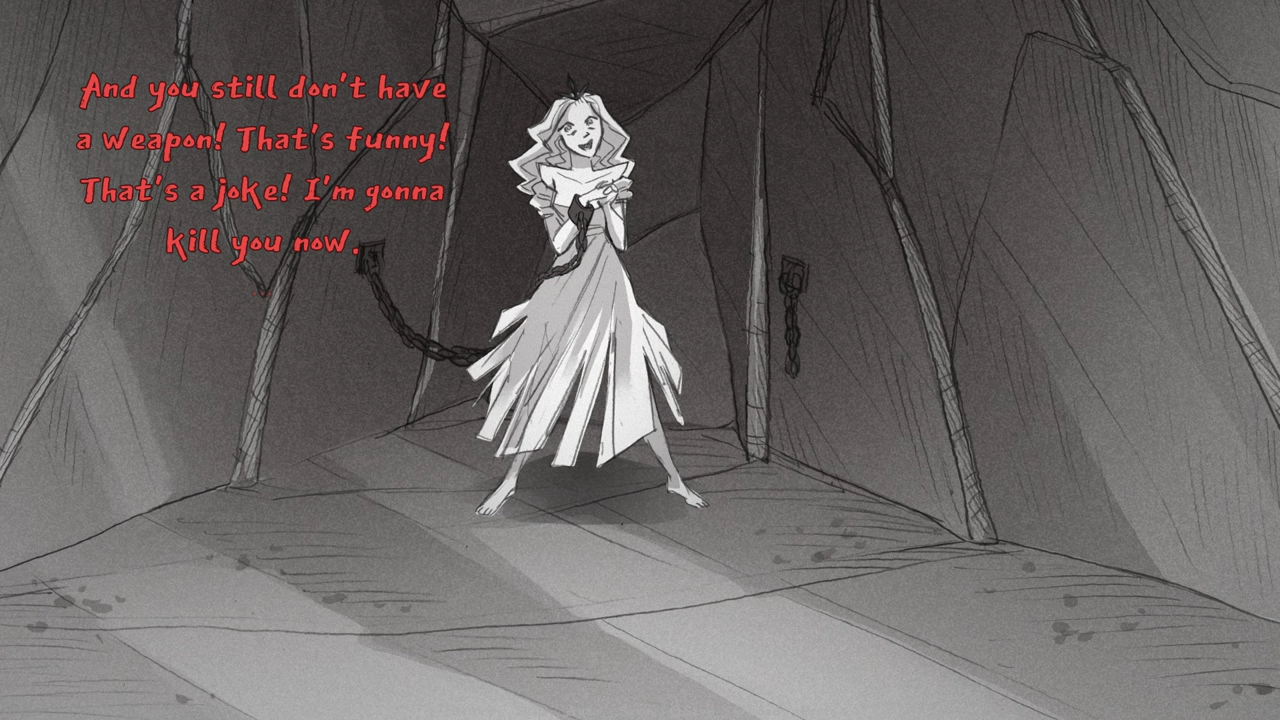 And you still don't have
a weapon! That's funny!
That's a joke! I'm gonna
kill you now.